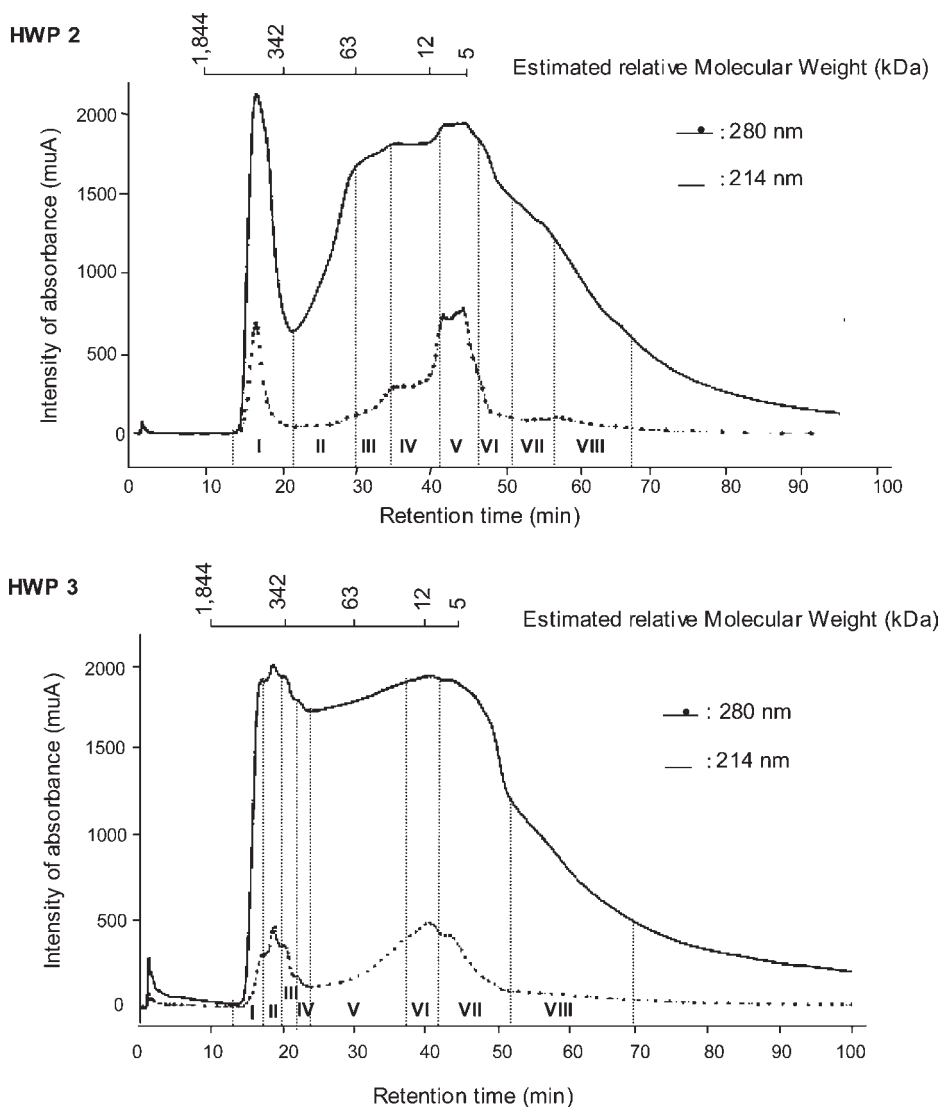 HWP 2
1,844 342 63 12 5
Estimated relative Molecular Weight (kDa)
2000
1500
1000
500
0
Intensity of absorbance (muA)
: 280 nm
: 214 nm
I II III IV V VI VII VIII
0 10 20 30 40 50 60 70 80 90 100
Retention time (min)
HWP 3
1,844 342 63 12 5
Estimated relative Molecular Weight (kDa)
2000
1500
1000
500
0
Intensity of absorbance (muA)
: 280 nm
: 214 nm
I II III IV V VI VII VIII
0 10 20 30 40 50 60 70 80 90 100
Retention time (min)